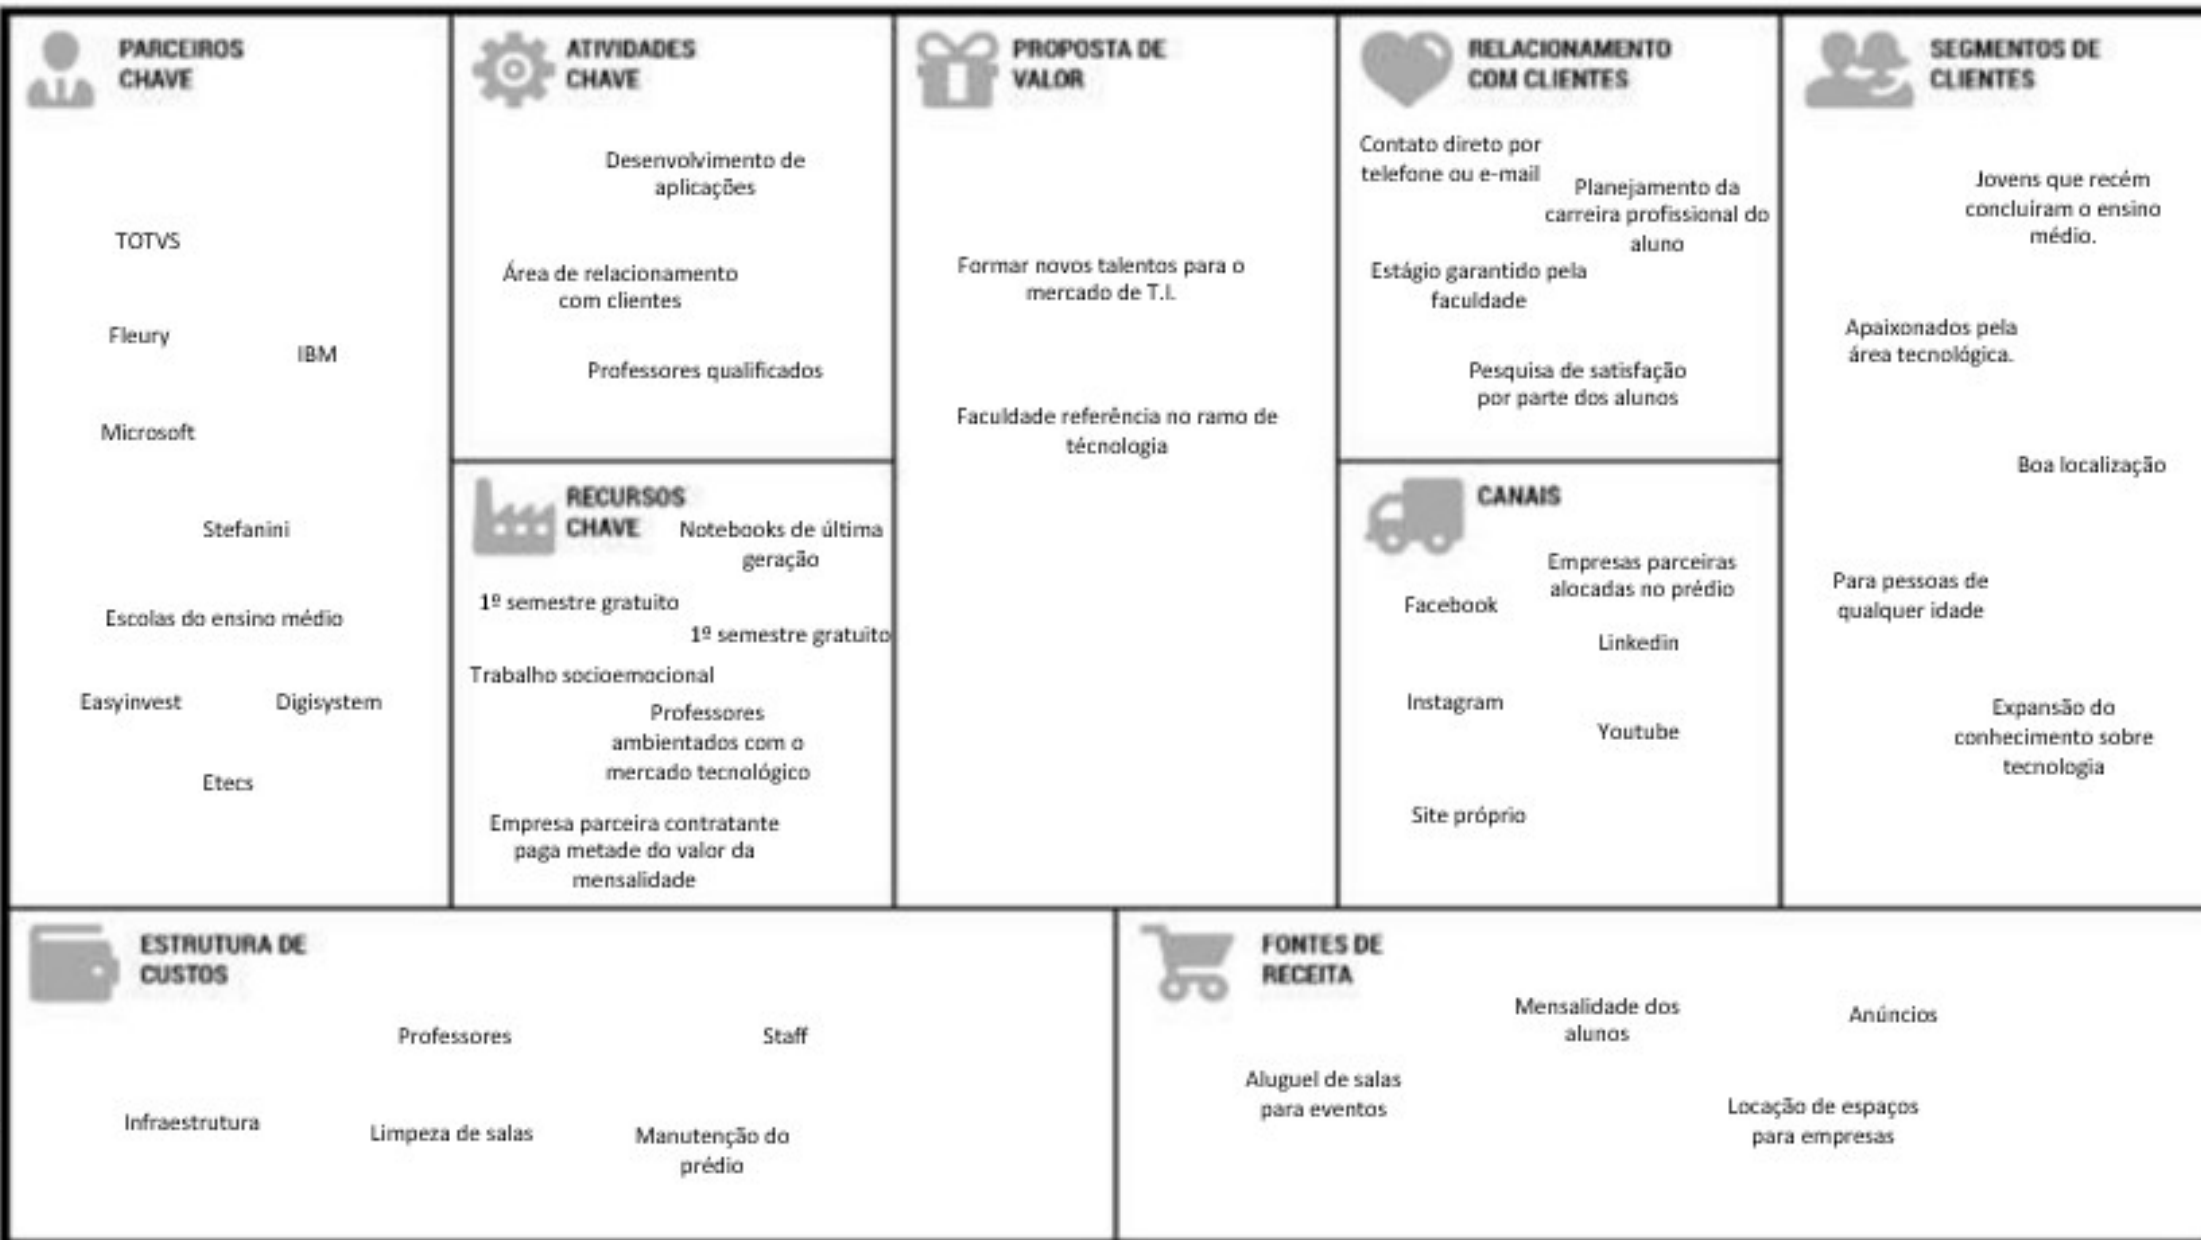 PARCEIROS
CHAVE
TOTVS
Fleury
IBM
Microsoft
Stefanini
Escolas do ensino médio
Easyinvest
Digisystem
Etecs
ATIVIDADES
CHAVE
Desenvolvimento de
aplicações
Área de relacionamento
com clientes
Professores qualificados
RECURSOS
CHAVE
Notebooks de última
geração
1º semestre gratuito
1º semestre gratuito
Trabalho socioemocional
Professores
ambientados com o
mercado tecnológico
Empresa parceira contratante
paga metade do valor da
mensalidade
PROPOSTA DE
VALOR
Formar novos talentos para o
mercado de T.I.
Faculdade referência no ramo de
técnologia
RELACIONAMENTO
COM CLIENTES
Contato direto por
telefone ou e-mail
Planejamento da
carreira profissional do
aluno
Estágio garantido pela
faculdade
Pesquisa de satisfação
por parte dos alunos
CANAIS
Empresas parceiras
alocadas no prédio
Facebook
Linkedin
Instagram
Youtube
Site próprio
SEGMENTOS DE
CLIENTES
Jovens que recém
concluiram o ensino
médio.
Apaixonados pela
área tecnológica.
Boa localização
Para pessoas de
qualquer idade
Expansão do
conhecimento sobre
tecnologia
ESTRUTURA DE
CUSTOS
Professores
Staff
Infraestrutura
Limpeza de salas
Manutenção do
prédio
FONTES DE
RECEITA
Mensalidade dos
alunos
Anúncios
Aluguel de salas
para eventos
Locação de espaços
para empresas